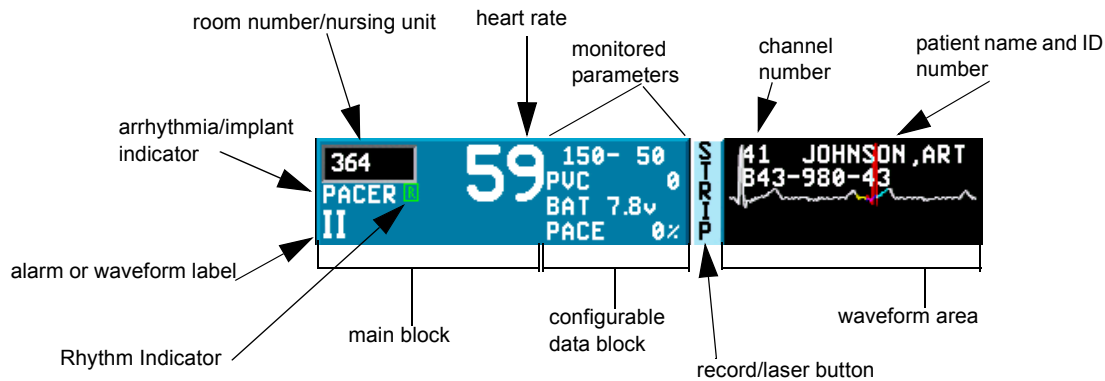 room number/nursing unit
heart rate
monitored
parameters
channel
number
patient name and ID
number
arrhythmia/implant
indicator
364
PACER R
II
59
150- 50
PVC 0
BAT 7.8v
PACE 0%
STRIP
41 JOHNSON,ART
843-980-43
alarm or waveform label
main block
configurable
data block
waveform area
Rhythm Indicator
record/laser button